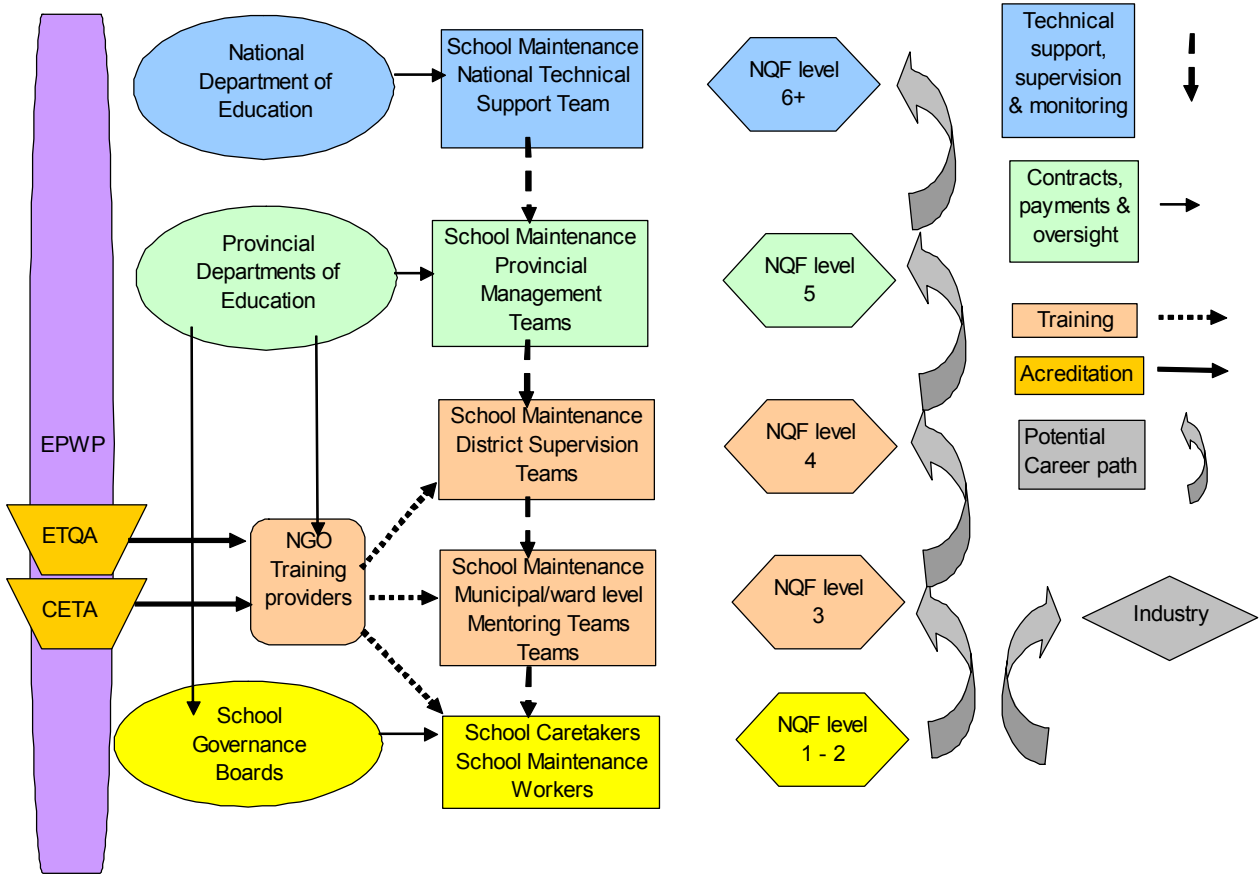 National
Department of
Education
School Maintenance
National Technical
Support Team
NQF level
6+
Technical
support,
supervision
& monitoring
Provincial
Departments of
Education
School Maintenance
Provincial
Management
Teams
NQF level
5
Contracts,
payments &
oversight
Training
Acreditation
EPWP
School Maintenance
District Supervision
Teams
NQF level
4
Potential
Career path
ETQA
CETA
NGO
Training
providers
School Maintenance
Municipal/ward level
Mentoring Teams
Teams
NQF level
3
Industry
School
Governance
Boards
School Caretakers
School Maintenance
Workers
NQF level
1 - 2